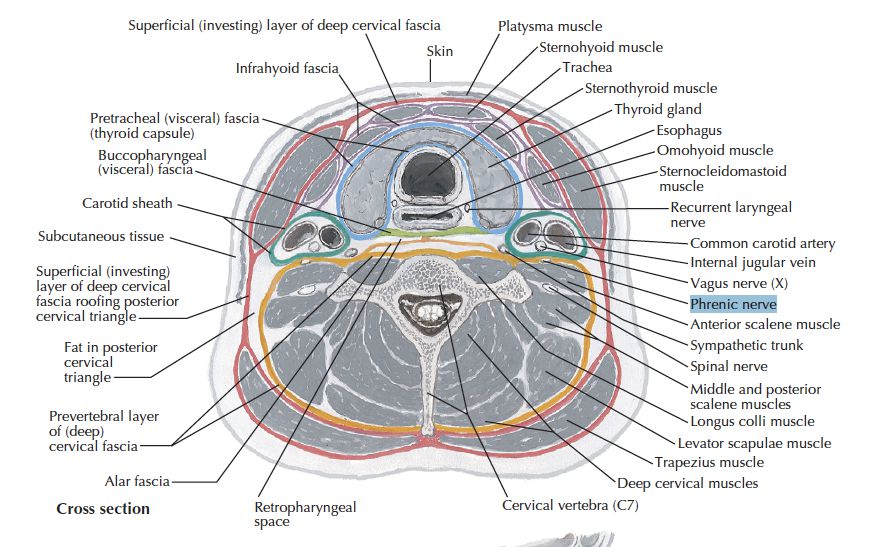 Superficial (investing) layer of deep cervical fascia
Platysma muscle
Skin
Sternohyoid muscle
Infrahyoid fascia
Trachea
Sternothyroid muscle
Pretracheal (visceral) fascia
(thyroid capsule)
Thyroid gland
Buccopharyngeal
(visceral) fascia
Esophagus
Omohyoid muscle
Sternocleidomastoid
muscle
Carotid sheath
Recurrent laryngeal
nerve
Subcutaneous tissue
Common carotid artery
Internal jugular vein
Superficial (investing)
layer of deep cervical
fascia roofing posterior
cervical triangle
Vagus nerve (X)
Phrenic nerve
Anterior scalene muscle
Sympathetic trunk
Fat in posterior
cervical
triangle
Spinal nerve
Middle and posterior
scalene muscles
Prevertebral layer
of (deep)
cervical fascia
Longus colli muscle
Levator scapulae muscle
Trapezius muscle
Alar fascia
Deep cervical muscles
Cross section
Retropharyngeal
space
Cervical vertebra (C7)